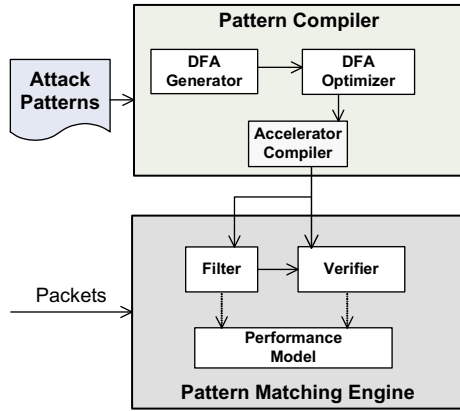 Pattern Compiler
Attack
Patterns
DFA
Generator
DFA
Optimizer
Accelerator
Compiler
Packets
Filter
Verifier
Performance
Model
Pattern Matching Engine